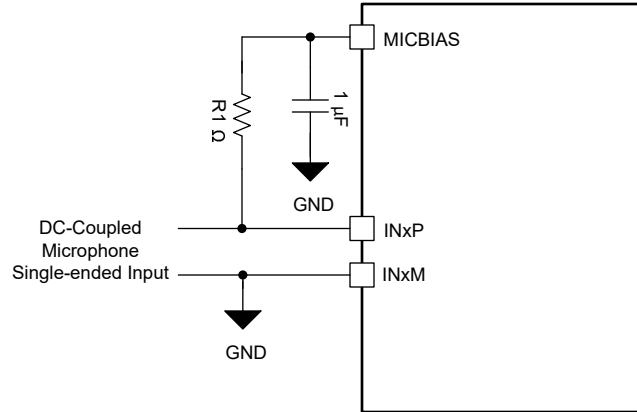 MICBIAS
R1 Ω
1 µF
GND
DC-Coupled
Microphone
Single-ended Input
INxP
INxM
GND